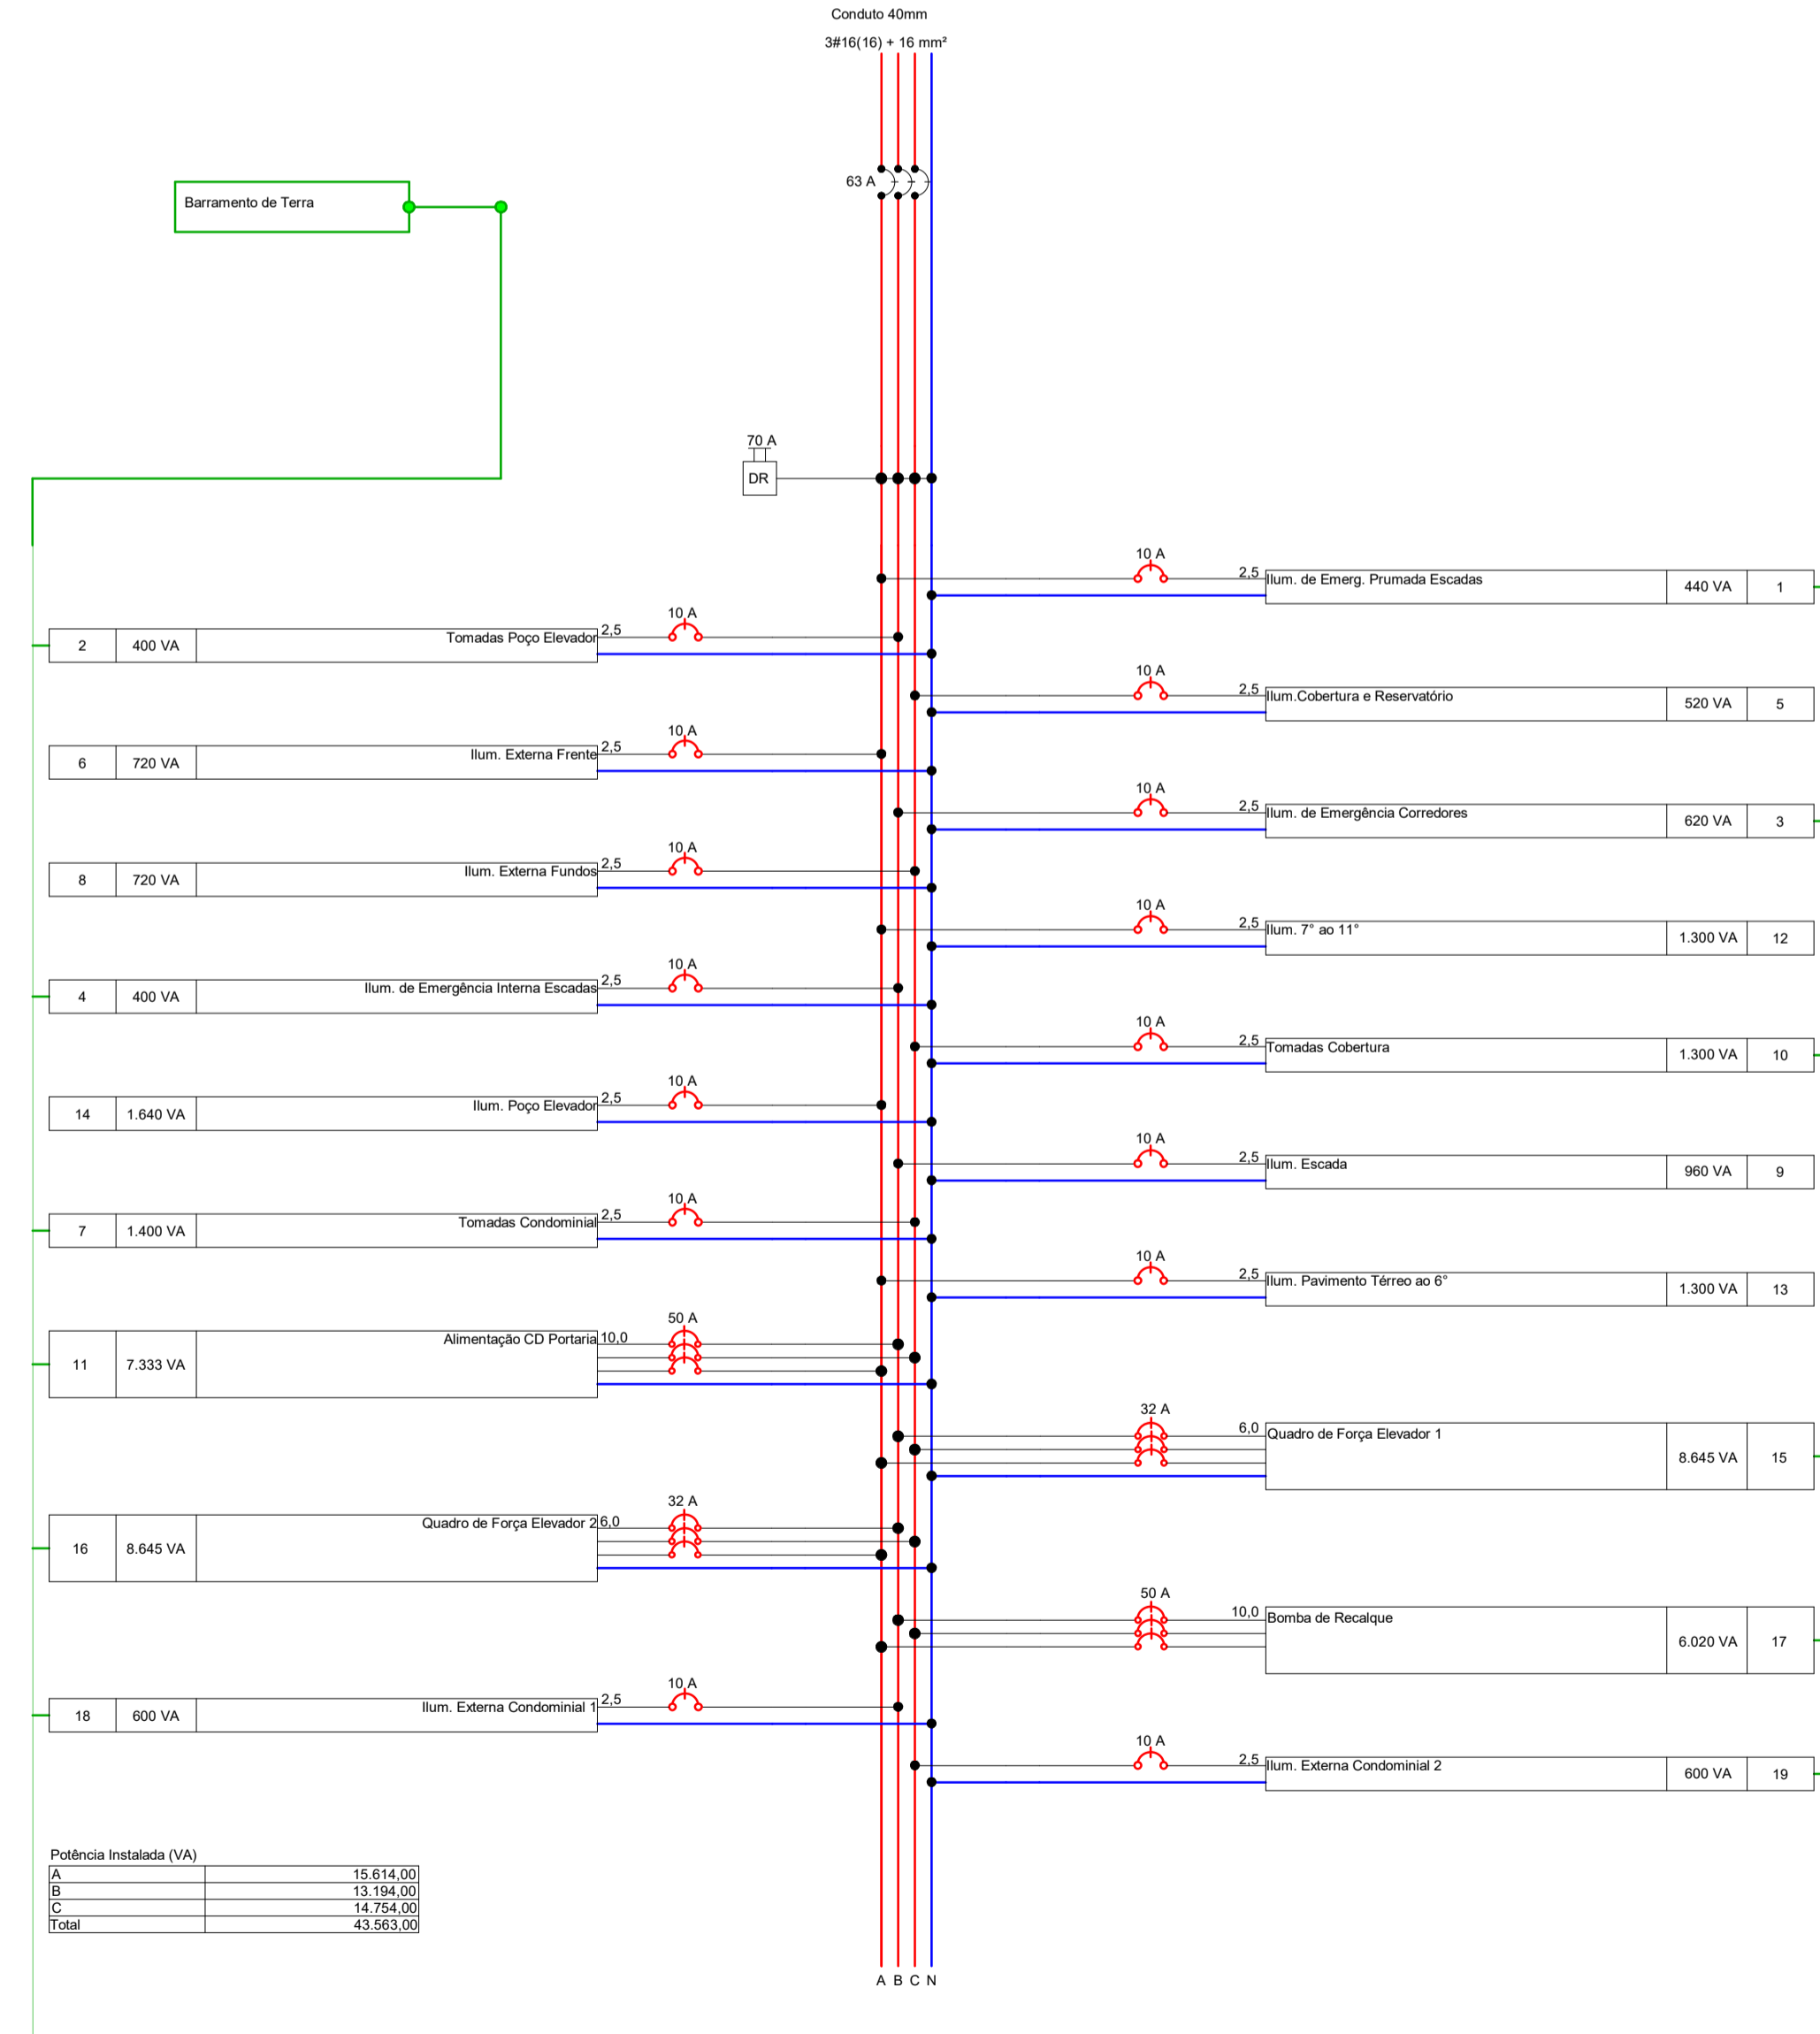 Conduto 40mm
3#16(16) + 16 mm²
63 A
Barramento de Terra
70 A
DR
10 A
2,5 Ilum. de Emerg. Prumada Escadas 440 VA 1
10 A
2 400 VA Tomadas Poço Elevador 2,5
10 A
2,5 Ilum.Cobertura e Reservatório 520 VA 5
10 A
6 720 VA Ilum. Externa Frente 2,5
10 A
2,5 Ilum. de Emergência Corredores 620 VA 3
10 A
8 720 VA Ilum. Externa Fundos 2,5
10 A
2,5 Ilum. 7° ao 11° 1.300 VA 12
10 A
4 400 VA Ilum. de Emergência Interna Escadas 2,5
10 A
2,5 Tomadas Cobertura 1.300 VA 10
10 A
14 1.640 VA Ilum. Poço Elevador 2,5
10 A
2,5 Ilum. Escada 960 VA 9
10 A
7 1.400 VA Tomadas Condominial 2,5
10 A
2,5 Ilum. Pavimento Térreo ao 6° 1.300 VA 13
50 A
11 7.333 VA Alimentação CD Portaria 10,0
32 A
6,0 Quadro de Força Elevador 1 8.645 VA 15
32 A
16 8.645 VA Quadro de Força Elevador 2 6,0
50 A
10,0 Bomba de Recalque 6.020 VA 17
10 A
18 600 VA Ilum. Externa Condominial 1 2,5
10 A
2,5 Ilum. Externa Condominial 2 600 VA 19
Potência Instalada (VA)
A 15.614,00
B 13.194,00
C 14.754,00
Total 43.563,00
A B C N